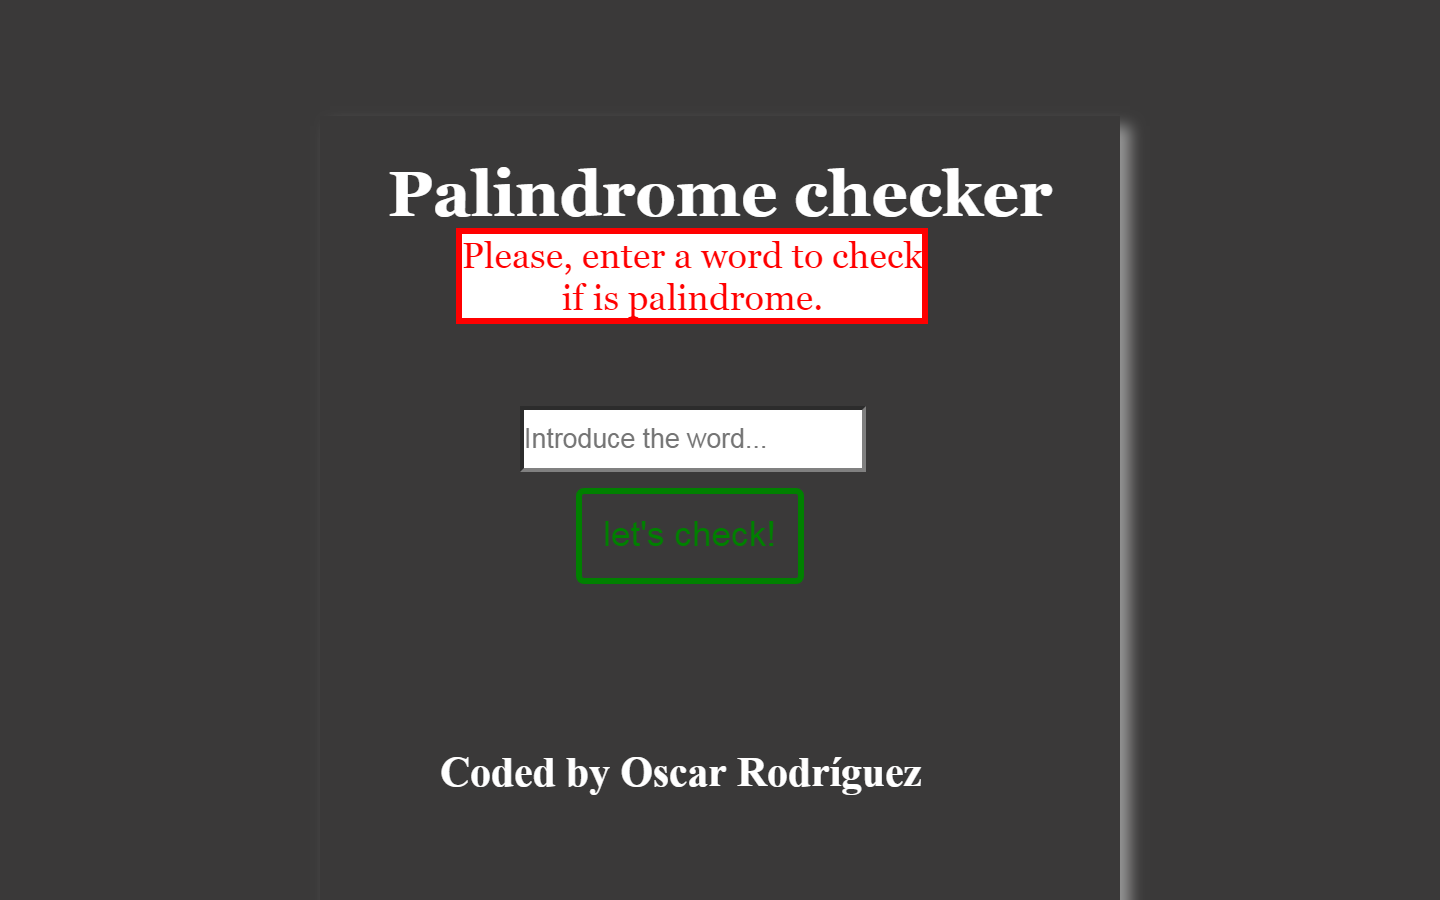 Palindrome checker
Please, enter a word to check
if is palindrome.
Introduce the word...
let's check!
Coded by Oscar Rodríguez